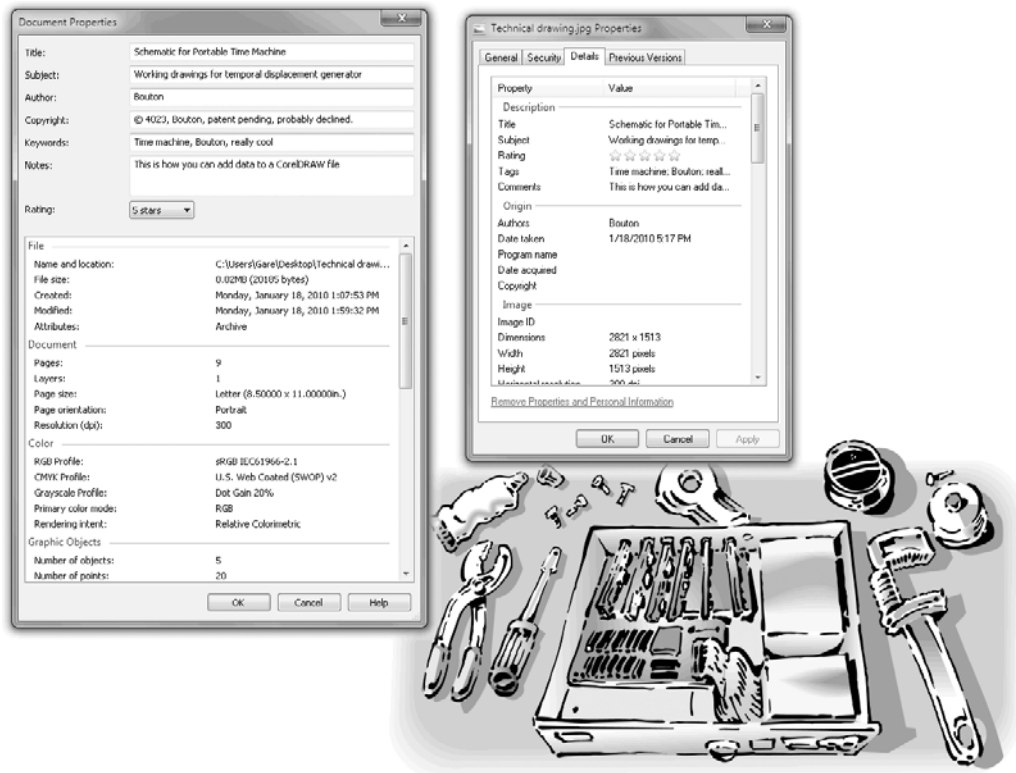 Document Properties
Title: Schematic for Portable Time Machine
Subject: Working drawings for temporal displacement generator
Author: Bouton
Copyright: © 4023, Bouton, patent pending, probably declined.
Keywords: Time machine, Bouton, really cool
Notes: This is how you can add data to a CorelDRAW file
Rating: 5 stars
File
Name and location: C:\Users\Gare\Desktop\Technical drawi...
File size: 0.02MB (20185 bytes)
Created: Monday, January 18, 2010 1:07:53 PM
Modified: Monday, January 18, 2010 1:59:32 PM
Attributes: Archive
Document
Pages: 9
Layers: 1
Page size: Letter (8.50000 x 11.00000in.)
Page orientation: Portrait
Resolution (dpi): 300
Color
RGB Profile: sRGB IEC61966-2.1
CMYK Profile: U.S. Web Coated (SWOP) v2
Grayscale Profile: Dot Gain 20%
Primary color mode: RGB
Rendering intent: Relative Colorimetric
Graphic Objects
Number of objects: 5
Number of points: 20
OK Cancel Help
Technical drawing.jpg Properties
General Security Details Previous Versions
Property Value
Description
Title Schematic for Portable Tim...
Subject Working drawings for temp...
Rating
Tags Time machine; Bouton; reall...
Comments This is how you can add da...
Origin
Authors Bouton
Date taken 1/18/2010 5:17 PM
Program name
Date acquired
Copyright
Image
Image ID
Dimensions 2821 x 1513
Width 2821 pixels
Height 1513 pixels
Horizontal resolution 300 dpi
Remove Properties and Personal Information
OK Cancel Apply